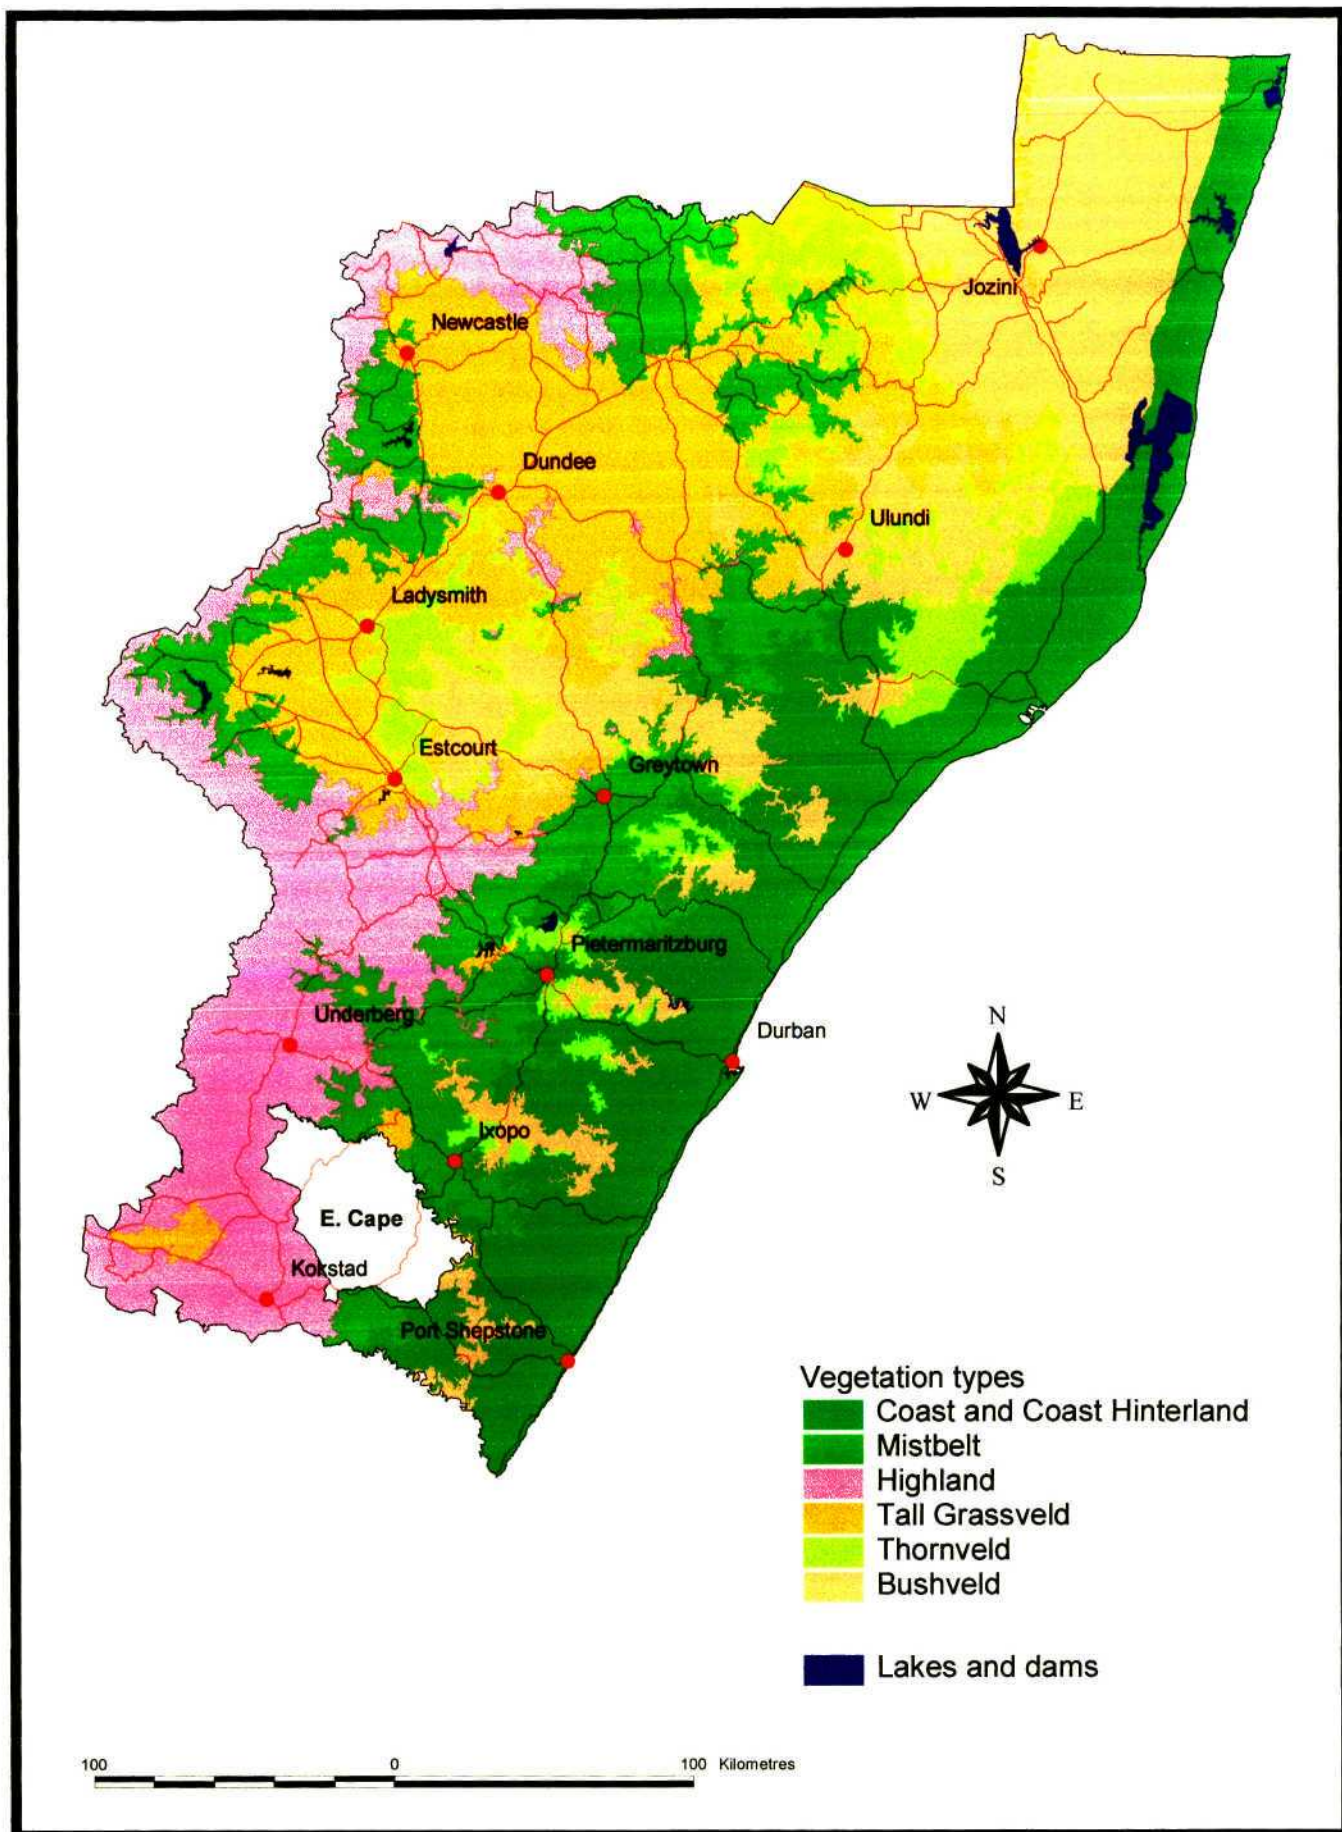 Jozini
Newcastle
Dundee
Ulundi
Ladysmith
Estcourt
Greytown
Pietermaritzburg
Underberg
Durban
N
W
E
S
Ixopo
E. Cape
Kokstad
Port Shepstone
Vegetation types
Coast and Coast Hinterland
Mistbelt
Highland
Tall Grassveld
Thornveld
Bushveld
Lakes and dams
100 0 100 Kilometres